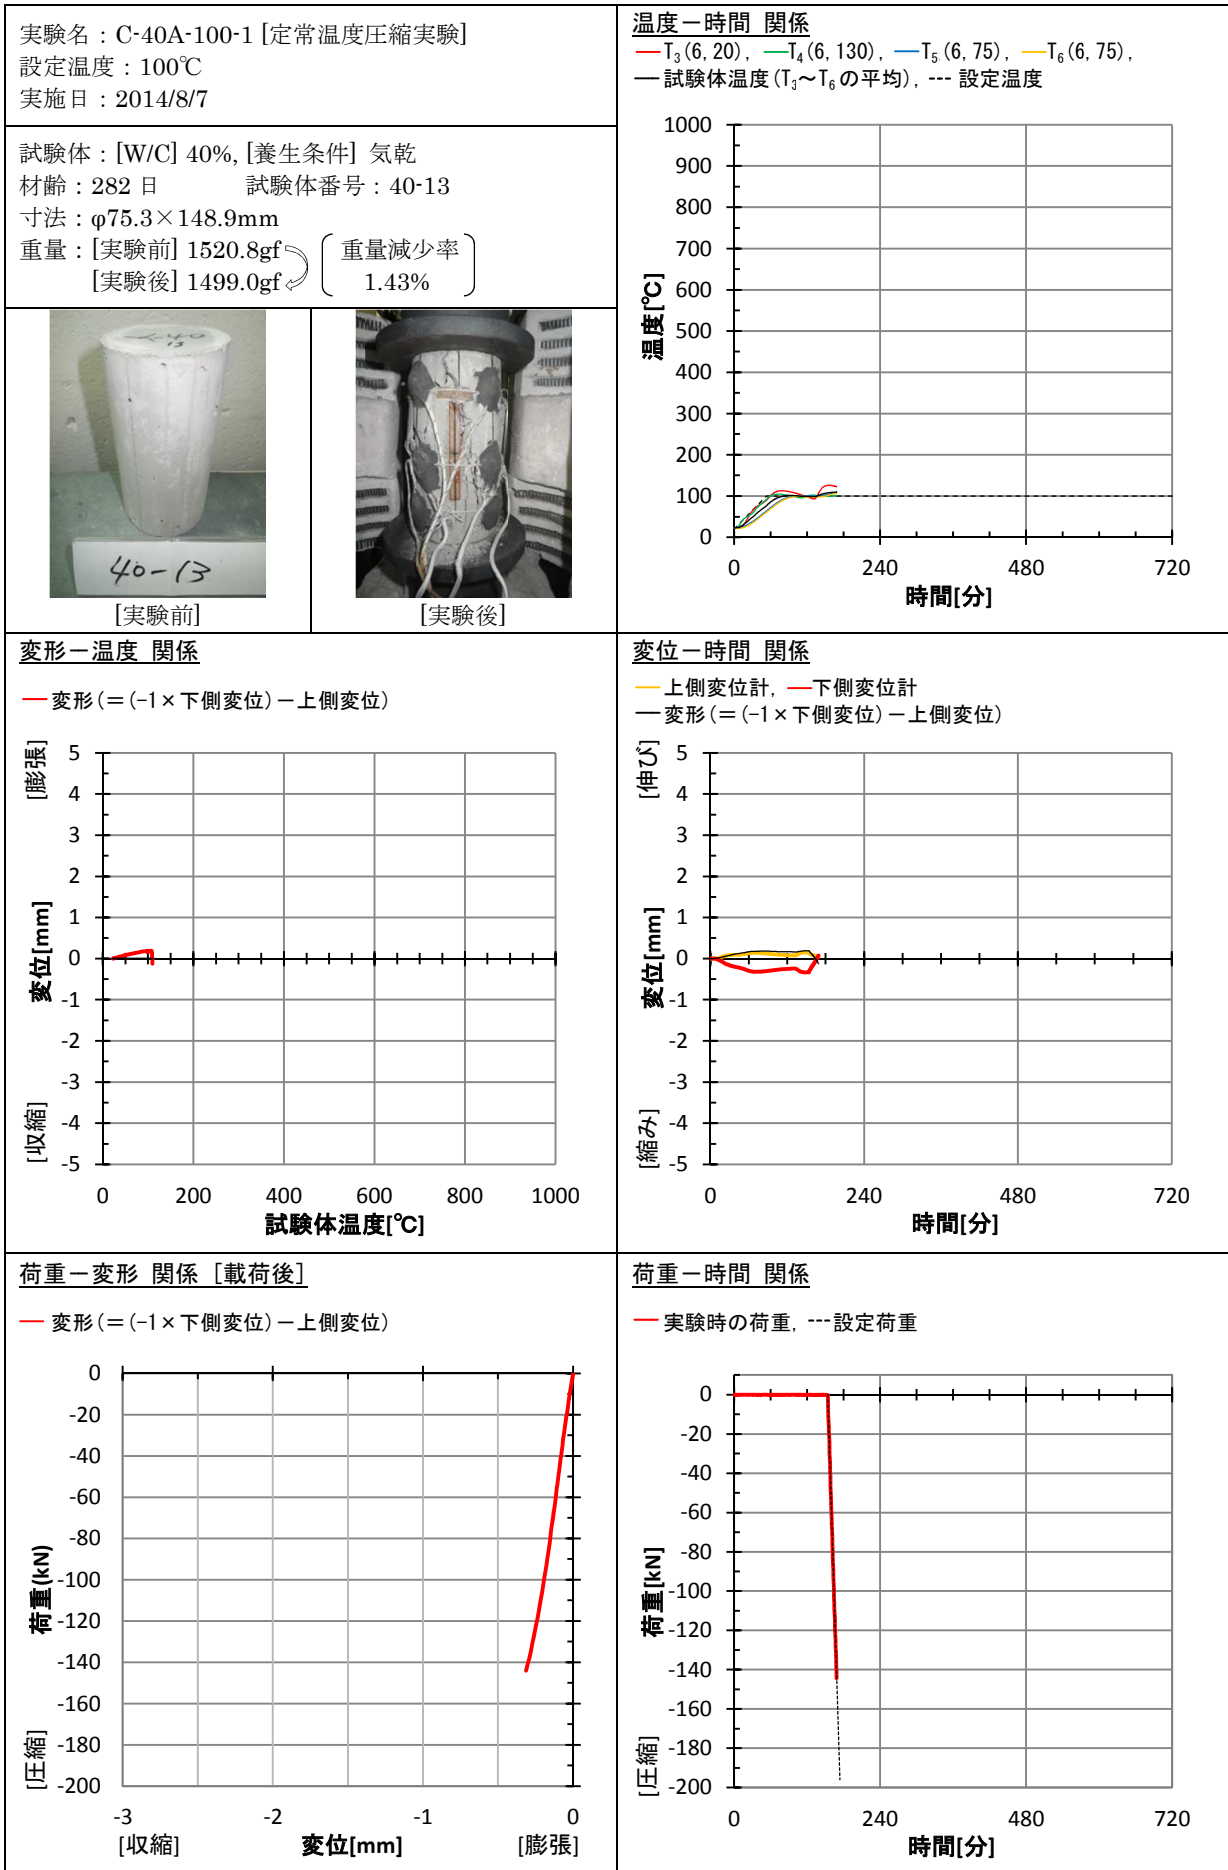 実験名：C-40A-100-1 [定常温度圧縮実験]
設定温度：100℃
実施日：2014/8/7
試験体：[W/C] 40%, [養生条件] 気乾
材齢：282 日　試験体番号：40-13
寸法：φ75.3×148.9mm
重量：[実験前] 1520.8gf
[実験後] 1499.0gf
重量減少率
1.43%
40-13
[実験前]
[実験後]
温度－時間 関係
T3(6, 20), T4(6, 130), T5(6, 75), T6(6, 75),
試験体温度(T3～T6の平均), --- 設定温度
1000
900
800
700
600
500
400
300
200
100
0
温度[℃]
0 240 480 720
時間[分]
変形－温度 関係
変形(＝(-1×下側変位)－上側変位)
[膨張]
5
4
3
2
1
0
-1
-2
-3
-4
-5
変位[mm]
[収縮]
0 200 400 600 800 1000
試験体温度[℃]
変位－時間 関係
上側変位計, 下側変位計
変形(＝(-1×下側変位)－上側変位)
[伸び]
5
4
3
2
1
0
-1
-2
-3
-4
-5
変位[mm]
[縮み]
0 240 480 720
時間[分]
荷重－変形 関係 [載荷後]
変形(＝(-1×下側変位)－上側変位)
0
-20
-40
-60
-80
-100
-120
-140
-160
-180
-200
荷重(kN)
[圧縮]
-3 -2 -1 0
[収縮] 変位[mm] [膨張]
荷重－時間 関係
実験時の荷重, ---設定荷重
0
-20
-40
-60
-80
-100
-120
-140
-160
-180
-200
荷重[kN]
[圧縮]
0 240 480 720
時間[分]